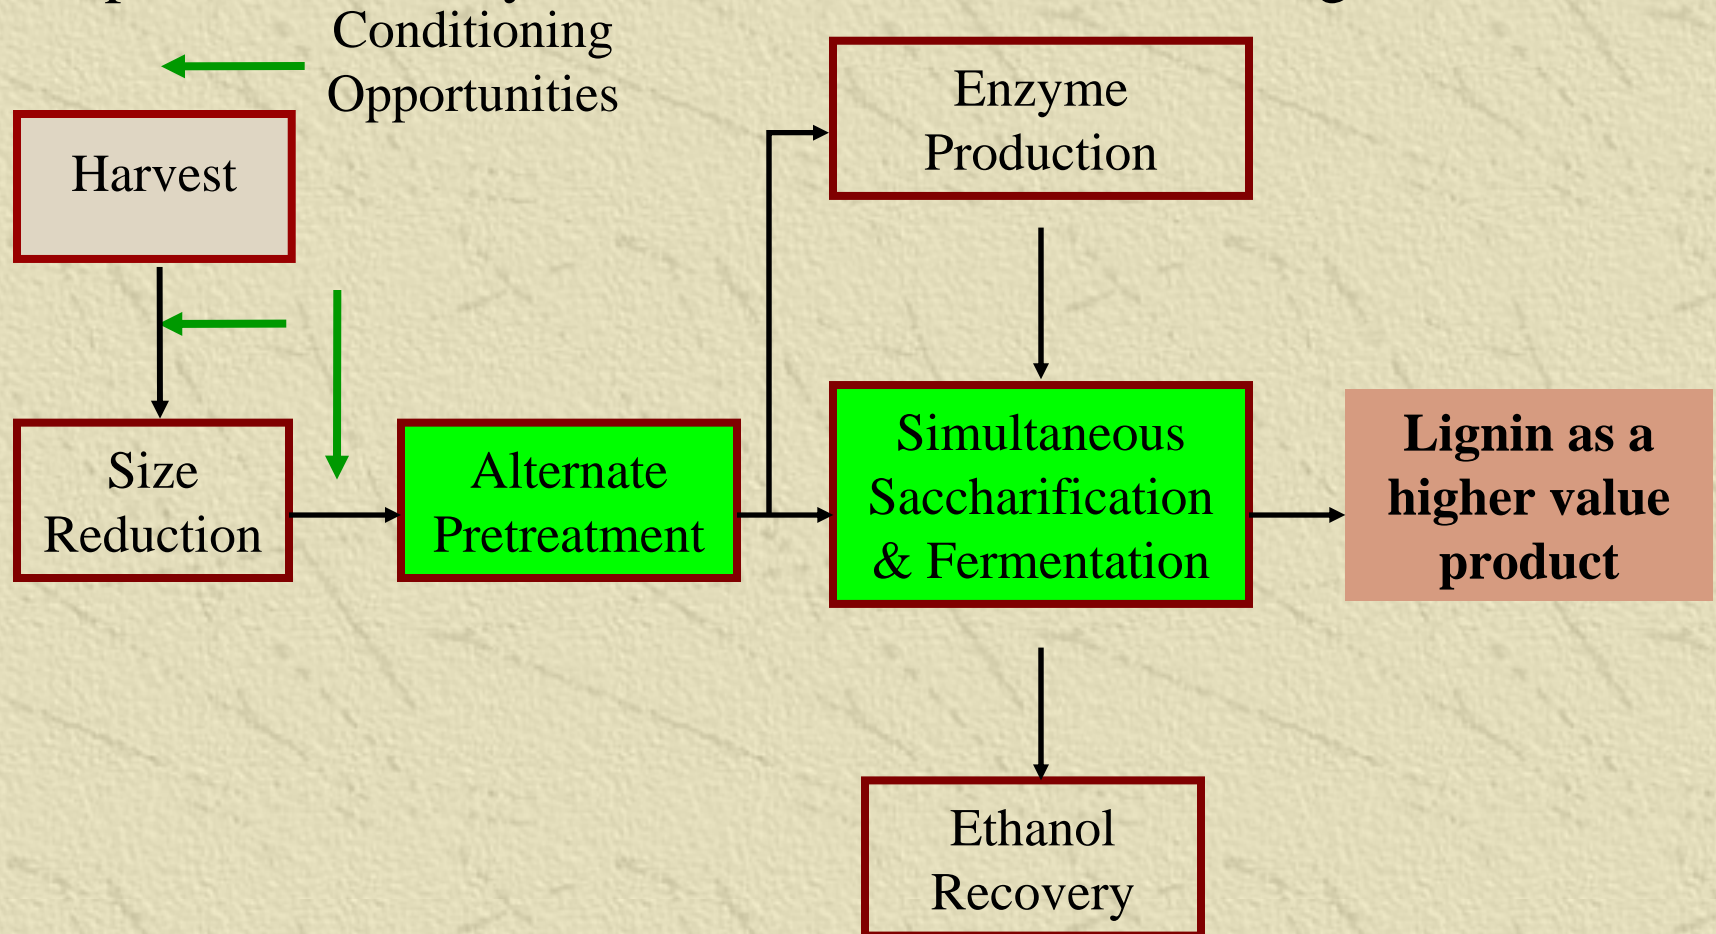 Conditioning
Opportunities
Harvest
Enzyme
Production
Size
Reduction
Alternate
Pretreatment
Simultaneous
Saccharification
& Fermentation
Lignin as a
higher value
product
Ethanol
Recovery